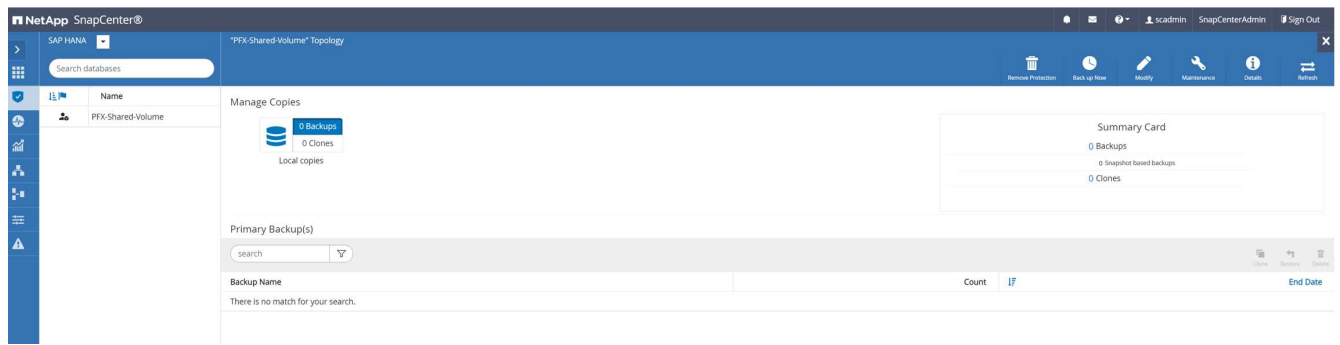 NetApp SnapCenter®
scadmin SnapCenterAdmin Sign Out
SAP HANA
"PFX-Shared-Volume" Topology
Search databases
Remove Protection Back up Now Modify Maintenance Details Refresh
Name
PFX-Shared-Volume
Manage Copies
0 Backups
0 Clones
Local copies
Summary Card
0 Backups
0 Snapshot based backups
0 Clones
Primary Backup(s)
search
Clone Restore Delete
Backup Name Count End Date
There is no match for your search.